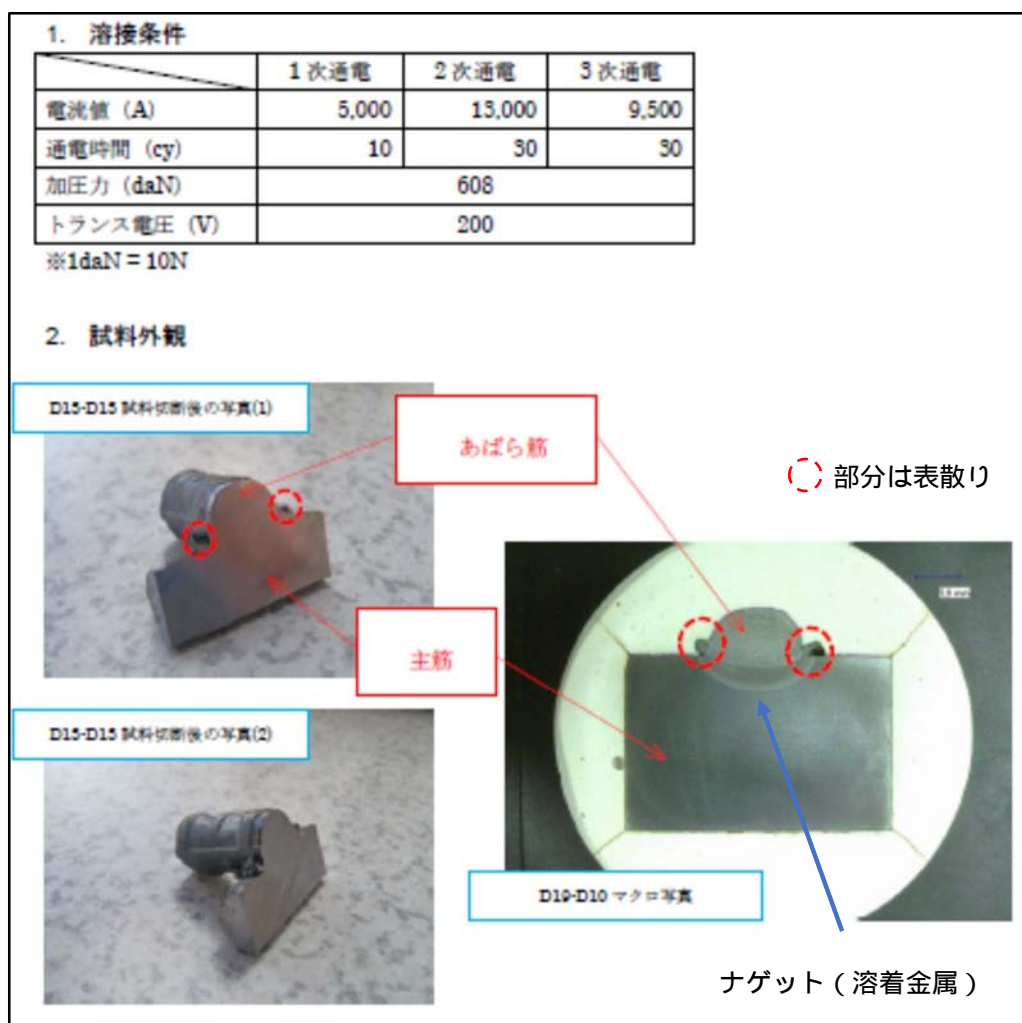 1. 溶接条件
1次通電 2次通電 3次通電
電流値（A） 5,000 13,000 9,500
通電時間（cy） 10 30 30
加圧力（daN） 608
トランス電圧（V） 200
※1daN = 10N
2. 試料外観
D13-D13 試料切断後の写真(1)
あばら筋
部分は表散り
主筋
D13-D13 試料切断後の写真(2)
D19-D10 マクロ写真
ナゲット（溶着金属）